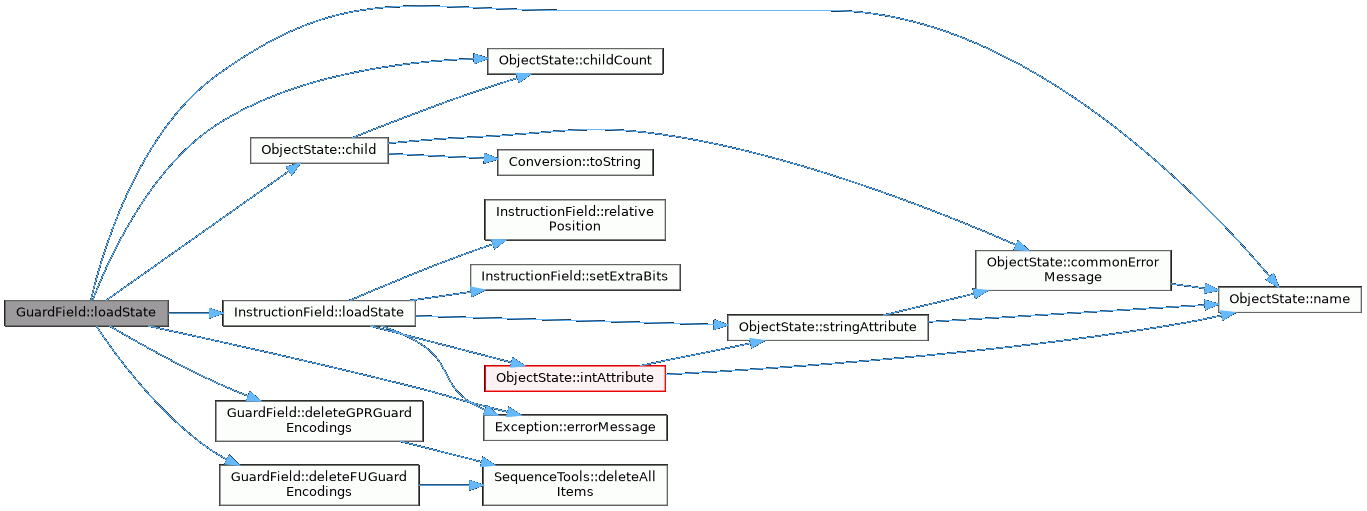 ObjectState::childCount
ObjectState::child
Conversion::toString
InstructionField::relative
Position
InstructionField::setExtraBits
ObjectState::commonError
Message
ObjectState::name
GuardField::loadState
InstructionField::loadState
ObjectState::stringAttribute
ObjectState::intAttribute
GuardField::deleteGPRGuard
Encodings
Exception::errorMessage
GuardField::deleteFUGuard
Encodings
SequenceTools::deleteAll
Items